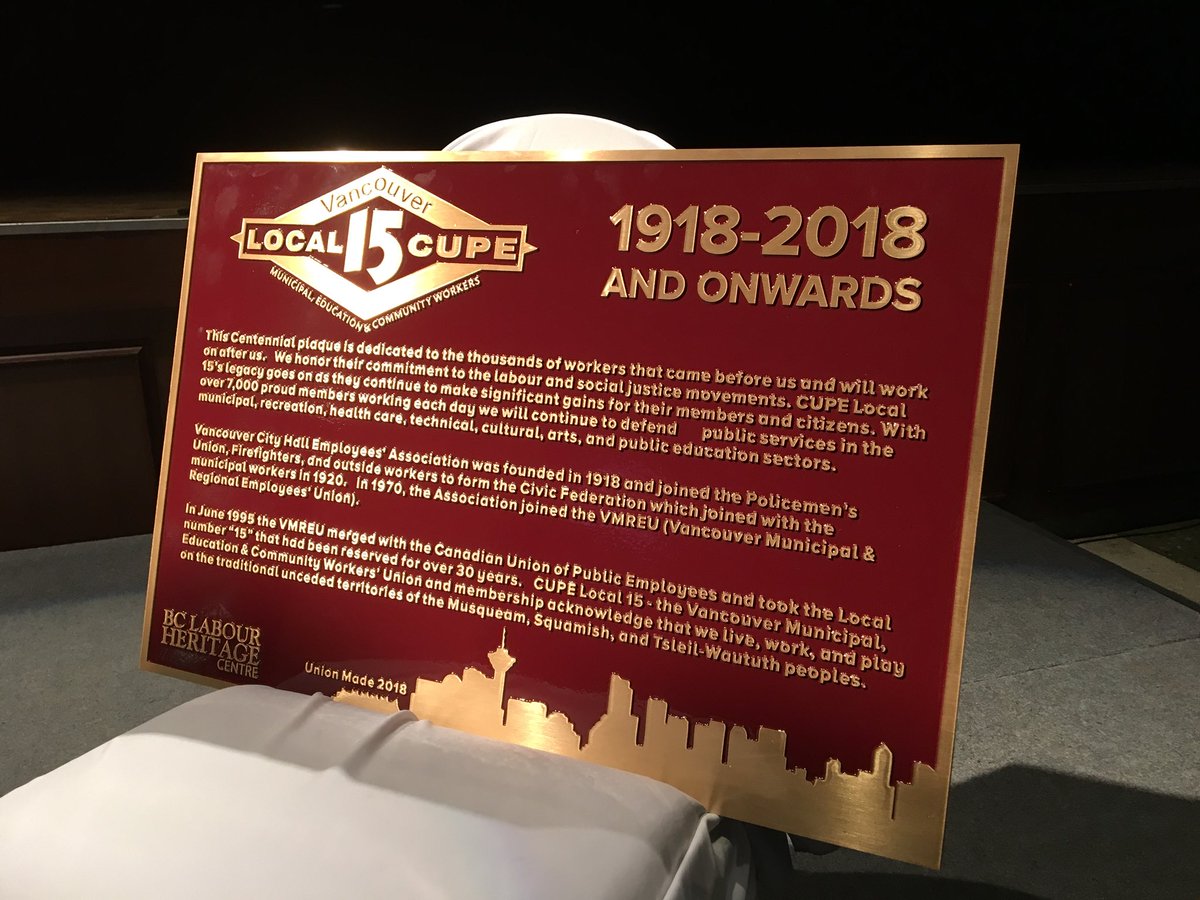 Vancouver
LOCAL 15 CUPE
MUNICIPAL, EDUCATION & COMMUNITY WORKERS
1918-2018
AND ONWARDS
This Centennial plaque is dedicated to the thousands of workers that came before us and will work
on after us. We honor their commitment to the labour and social justice movements. CUPE Local
15's legacy goes on as they continue to make significant gains for their members and citizens. With
over 7,000 proud members working each day we will continue to defend public services in the
municipal, recreation, health care, technical, cultural, arts, and public education sectors.
Vancouver City Hall Employees' Association was founded in 1918 and joined the Policemen's
Union, Firefighters, and outside workers to form the Civic Federation which joined with the
municipal workers in 1920. In 1970, the Association joined the VMREU (Vancouver Municipal &
Regional Employees' Union).
In June 1995 the VMREU merged with the Canadian Union of Public Employees and took the Local
number "15" that had been reserved for over 30 years. CUPE Local 15 - the Vancouver Municipal,
Education & Community Workers' Union and membership acknowledge that we live, work, and play
on the traditional unceded territories of the Musqueam, Squamish, and Tsleil-Waututh peoples.
BC LABOUR
HERITAGE
CENTRE
Union Made 2018